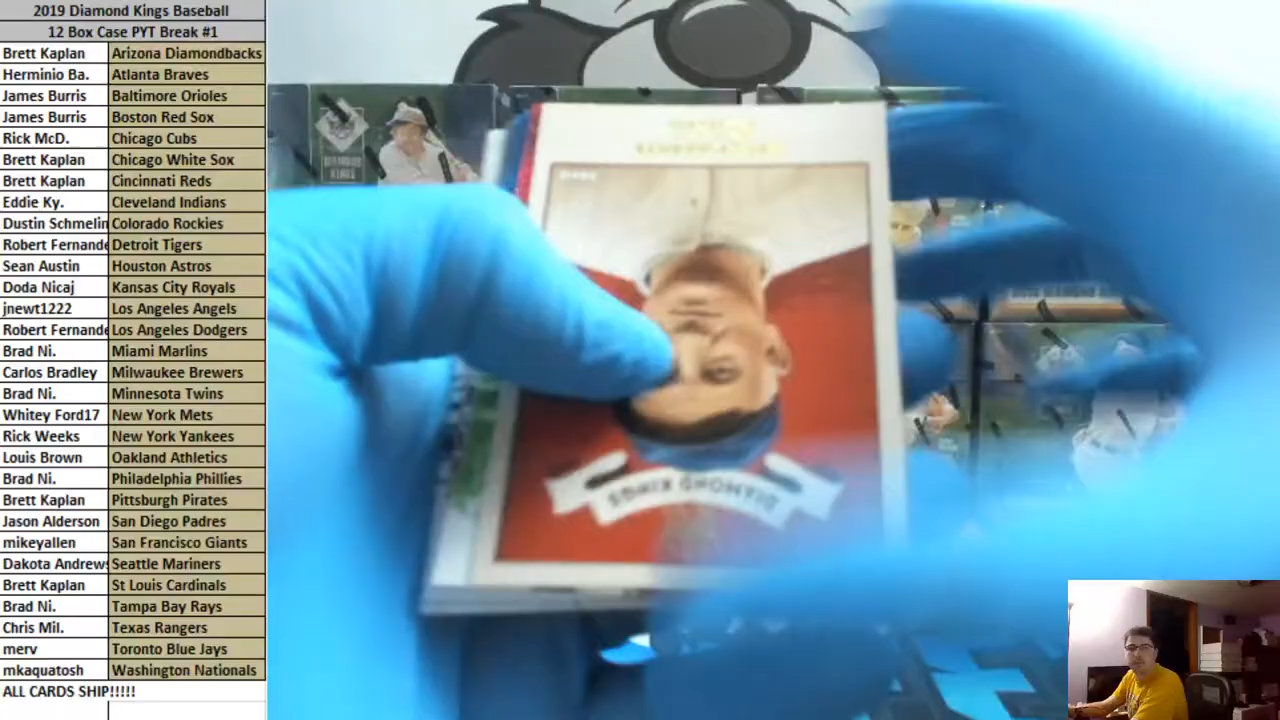 2019 Diamond Kings Baseball
12 Box Case PYT Break #1
Brett Kaplan Arizona Diamondbacks
Herminio Ba. Atlanta Braves
James Burris Baltimore Orioles
James Burris Boston Red Sox
Rick McD. Chicago Cubs
Brett Kaplan Chicago White Sox
Brett Kaplan Cincinnati Reds
Eddie Ky. Cleveland Indians
Dustin Schmelin Colorado Rockies
Robert Fernande Detroit Tigers
Sean Austin Houston Astros
Doda Nicaj Kansas City Royals
jnewt1222 Los Angeles Angels
Robert Fernande Los Angeles Dodgers
Brad Ni. Miami Marlins
Carlos Bradley Milwaukee Brewers
Brad Ni. Minnesota Twins
Whitey Ford17 New York Mets
Rick Weeks New York Yankees
Louis Brown Oakland Athletics
Brad Ni. Philadelphia Phillies
Brett Kaplan Pittsburgh Pirates
Jason Alderson San Diego Padres
mikeyallen San Francisco Giants
Dakota Andrews Seattle Mariners
Brett Kaplan St Louis Cardinals
Brad Ni. Tampa Bay Rays
Chris Mil. Texas Rangers
merv Toronto Blue Jays
mkaquatosh Washington Nationals
ALL CARDS SHIP!!!!!
DIAMOND KINGS